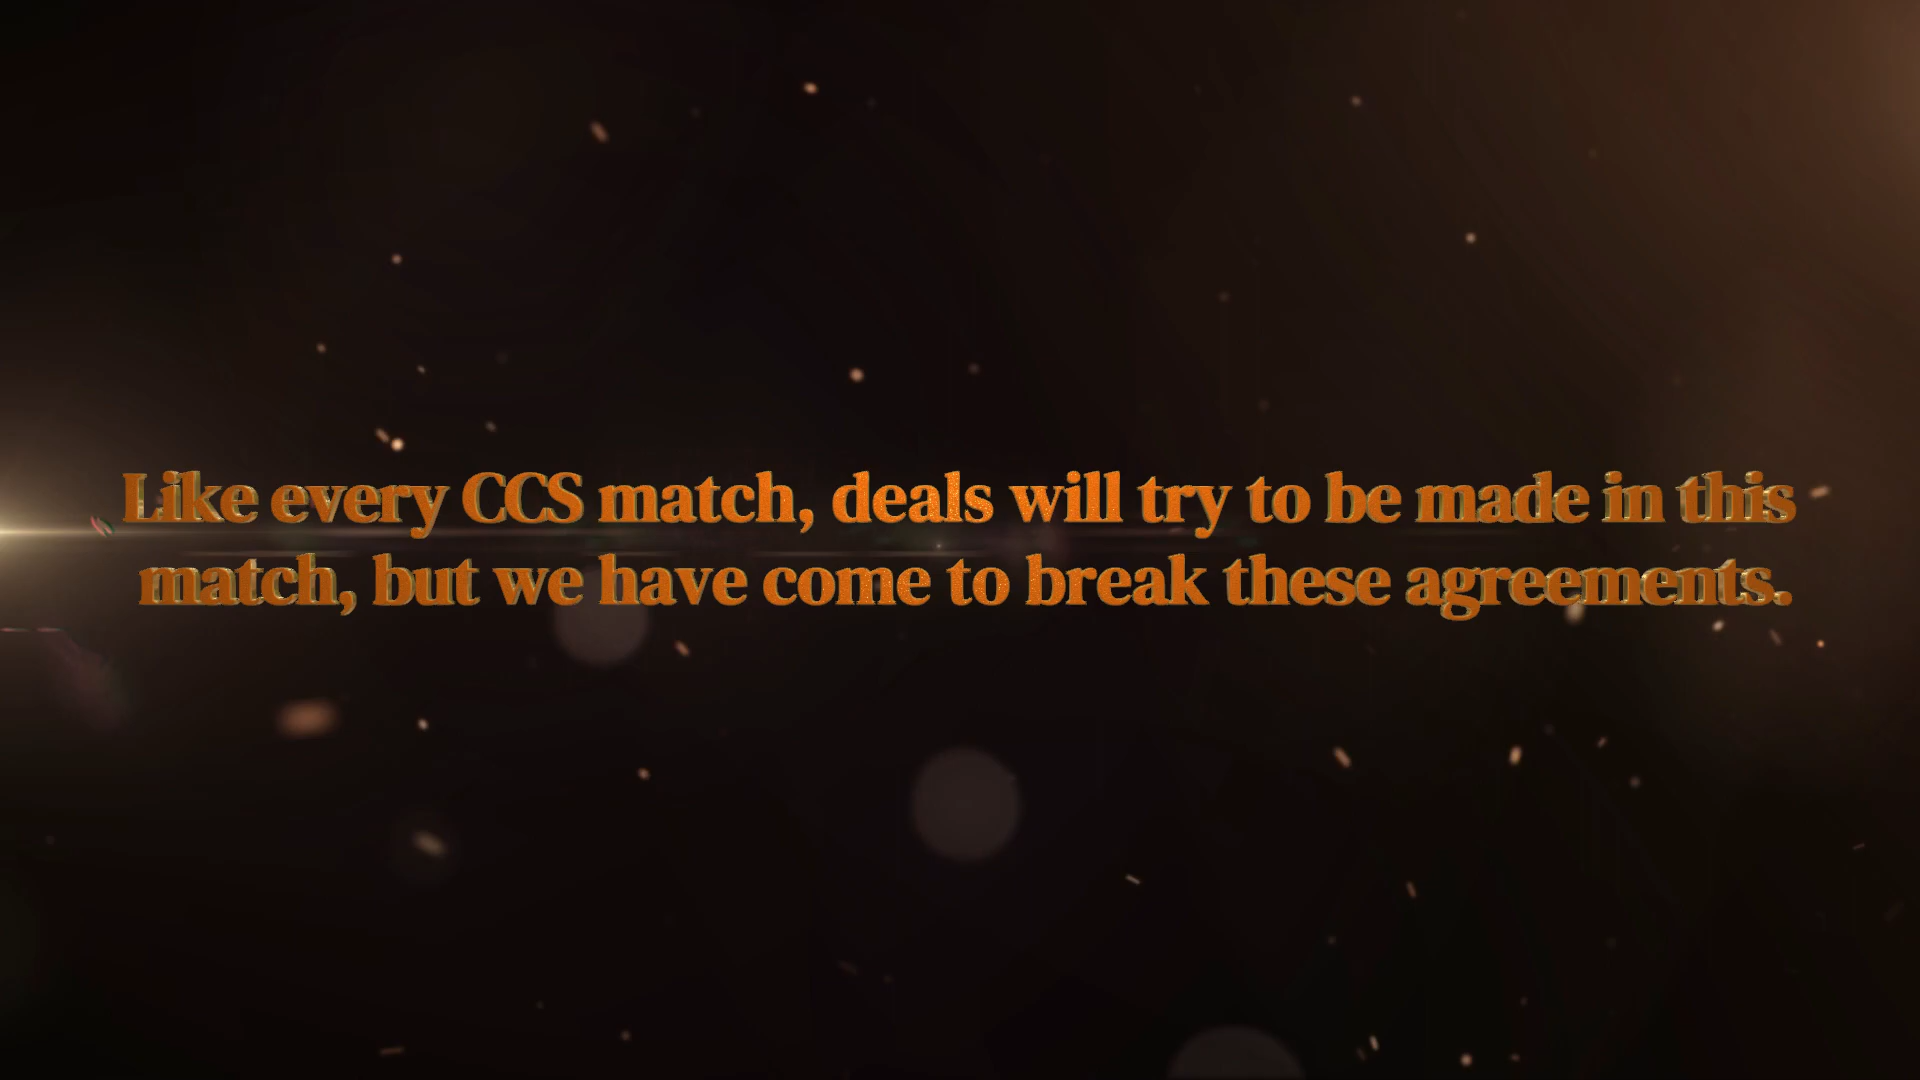 Like every CCS match, deals will try to be made in this
match, but we have come to break these agreements.